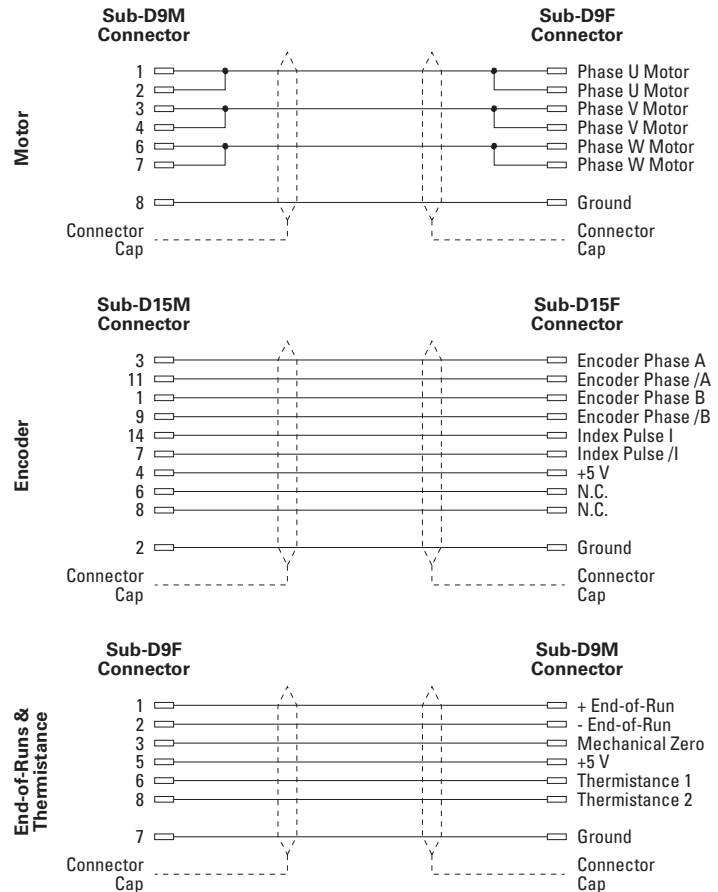 Sub-D9M Connector
Sub-D9F Connector
Motor
1 Phase U Motor
2 Phase U Motor
3 Phase V Motor
4 Phase V Motor
6 Phase W Motor
7 Phase W Motor
8 Ground
Connector Cap
Connector Cap
Sub-D15M Connector
Sub-D15F Connector
Encoder
3 Encoder Phase A
11 Encoder Phase /A
1 Encoder Phase B
9 Encoder Phase /B
14 Index Pulse I
7 Index Pulse /I
4 +5 V
6 N.C.
8 N.C.
2 Ground
Connector Cap
Connector Cap
Sub-D9F Connector
Sub-D9M Connector
End-of-Runs & Thermistance
1 + End-of-Run
2 - End-of-Run
3 Mechanical Zero
5 +5 V
6 Thermistance 1
8 Thermistance 2
7 Ground
Connector Cap
Connector Cap